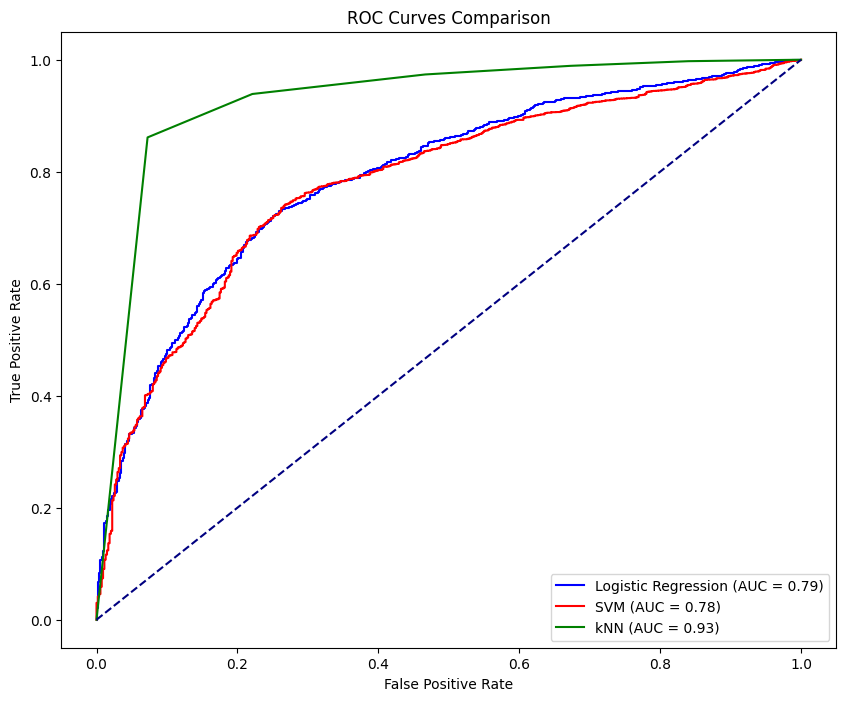 ROC Curves Comparison
True Positive Rate
1.0
0.8
0.6
0.4
0.2
0.0
0.0
0.2
0.4
0.6
0.8
1.0
False Positive Rate
Logistic Regression (AUC = 0.79)
SVM (AUC = 0.78)
kNN (AUC = 0.93)